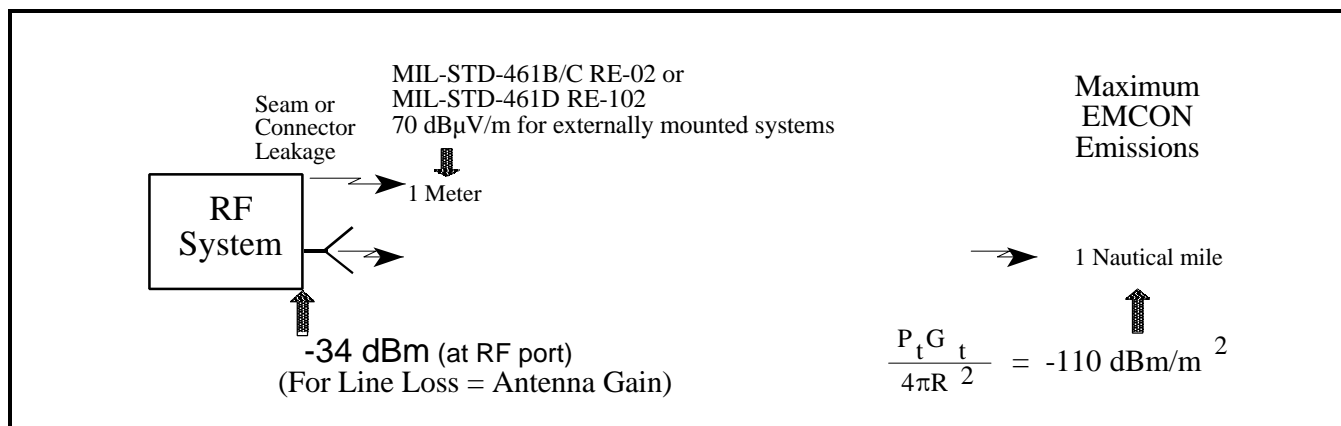 MIL-STD-461B/C RE-02 or
MIL-STD-461D RE-102
70 dBµV/m for externally mounted systems
Seam or
Connector
Leakage
Maximum
EMCON
Emissions
1 Meter
RF
System
1 Nautical mile
-34 dBm (at RF port)
(For Line Loss = Antenna Gain)
P t G t
4πR 2 = -110 dBm/m 2